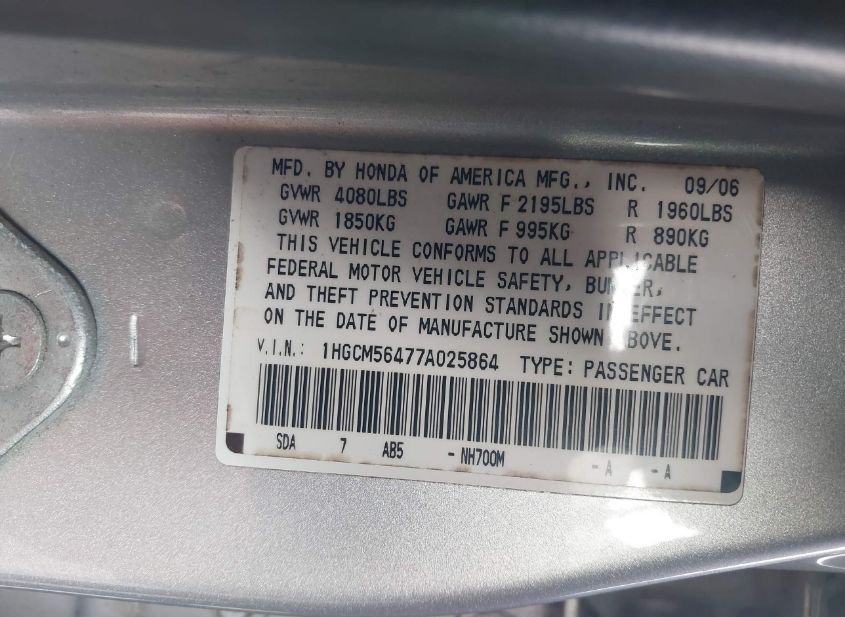 MFD. BY HONDA OF AMERICA MFG., INC. 09/06
GVWR 4080LBS GAWR F 2195LBS R 1960LBS
GVWR 1850KG GAWR F 995KG R 890KG
THIS VEHICLE CONFORMS TO ALL APPLICABLE
FEDERAL MOTOR VEHICLE SAFETY, BUMPER,
AND THEFT PREVENTION STANDARDS IN EFFECT
ON THE DATE OF MANUFACTURE SHOWN ABOVE.
V.I.N.: 1HGCM56477A025864 TYPE: PASSENGER CAR
SDA 7 AB5 - NH700M - A - A